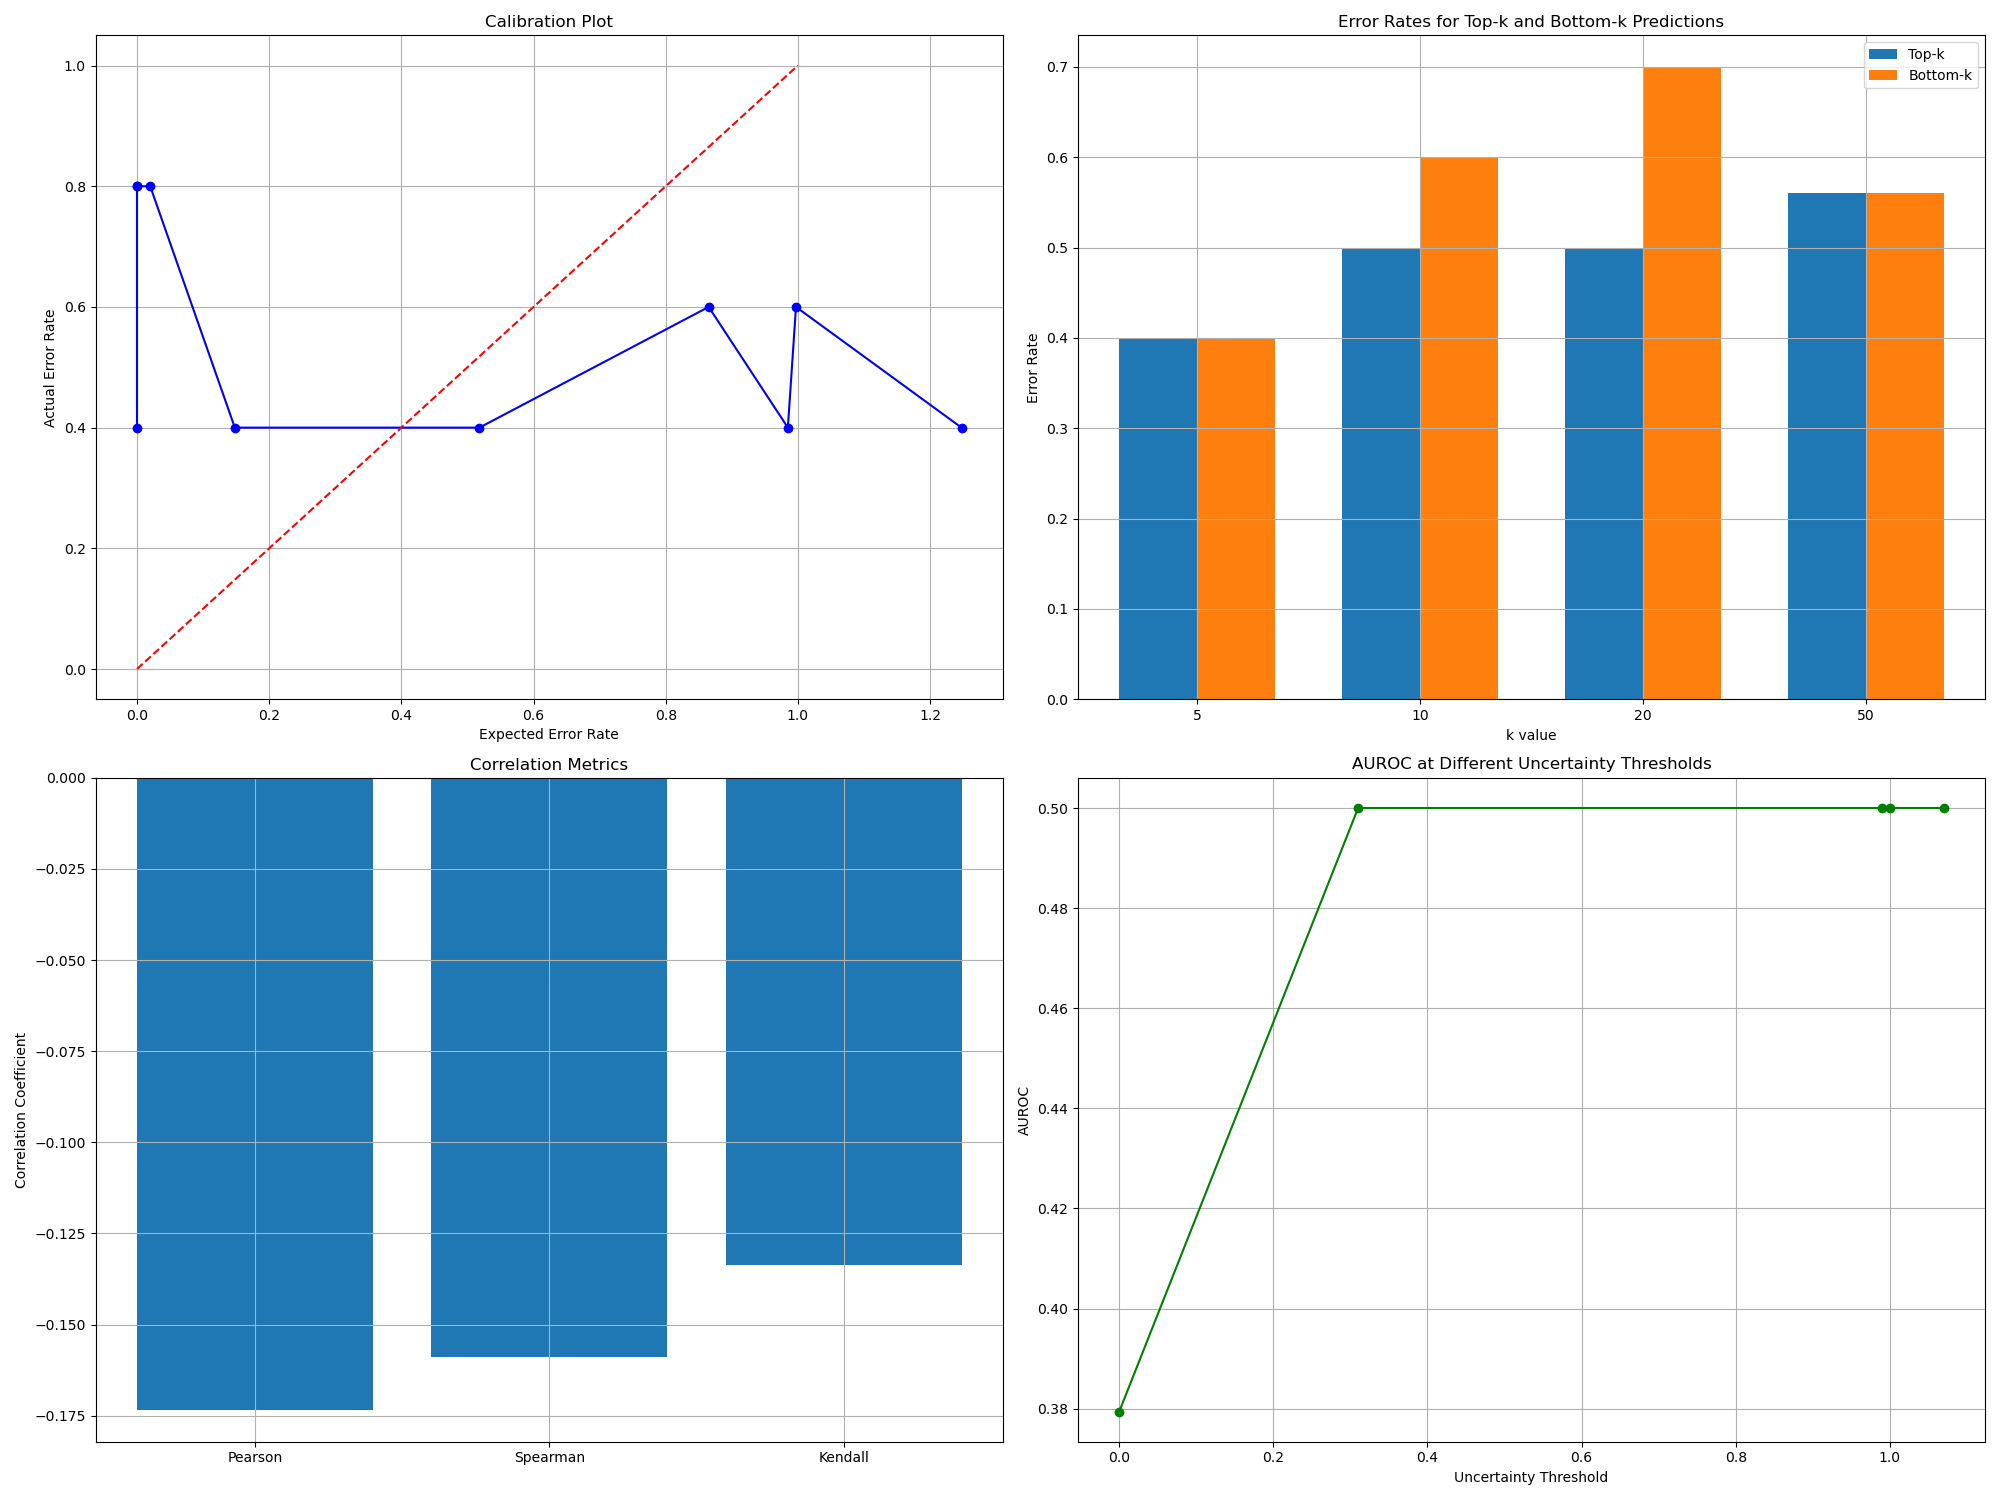 Calibration Plot
1.0
0.8
0.6
0.4
0.2
0.0
Actual Error Rate
0.0 0.2 0.4 0.6 0.8 1.0 1.2
Expected Error Rate
Error Rates for Top-k and Bottom-k Predictions
Top-k
Bottom-k
0.7
0.6
0.5
0.4
0.3
0.2
0.1
0.0
Error Rate
5 10 20 50
k value
Correlation Metrics
0.000
−0.025
−0.050
−0.075
−0.100
−0.125
−0.150
−0.175
Correlation Coefficient
Pearson Spearman Kendall
AUROC at Different Uncertainty Thresholds
0.50
0.48
0.46
0.44
0.42
0.40
0.38
AUROC
0.0 0.2 0.4 0.6 0.8 1.0
Uncertainty Threshold